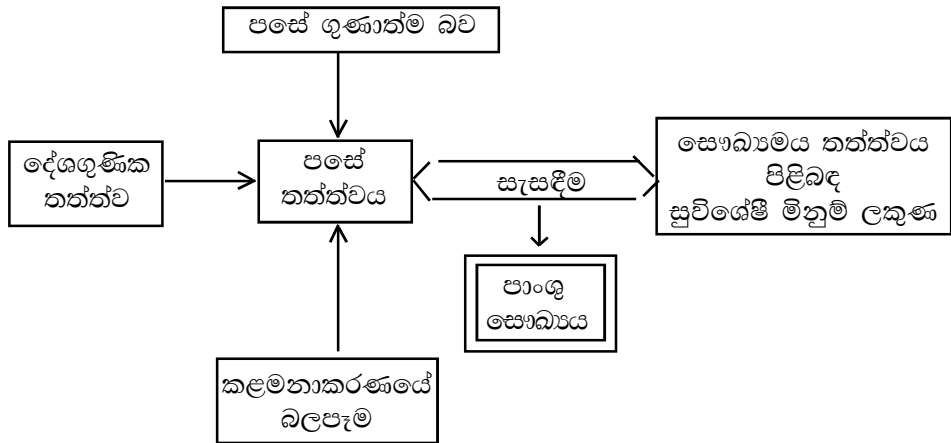 පසේ ගුණාත්ම බව
දේශගුණික
තත්ත්ව
පසේ
තත්ත්වය
සැසඳීම
සෞඛ්‍යමය තත්ත්වය
පිළිබඳ
සුවිශේෂී මිනුම් ලකුණ
පාංශු
සෞඛ්‍යය
කළමනාකරණයේ
බලපෑම